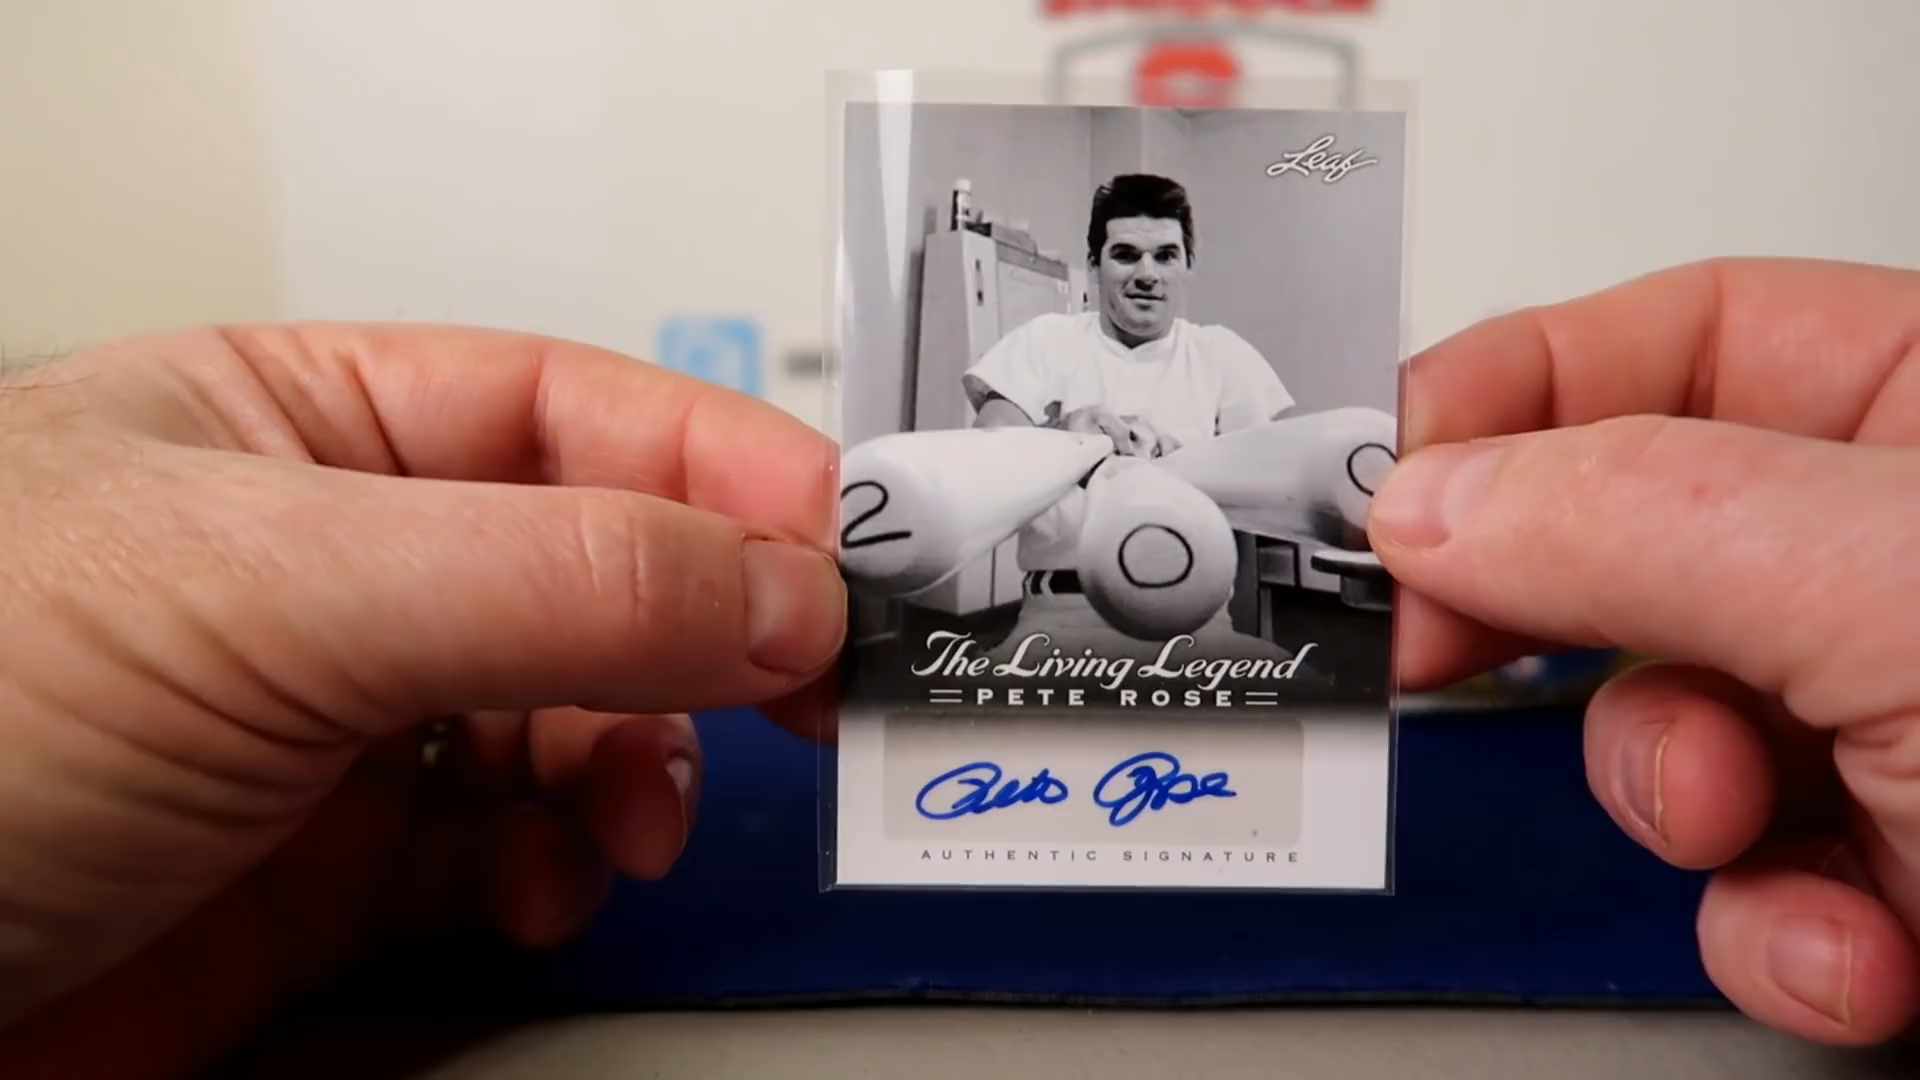 Leaf
2 0 0
The Living Legend
PETE ROSE
Pete Rose
AUTHENTIC SIGNATURE